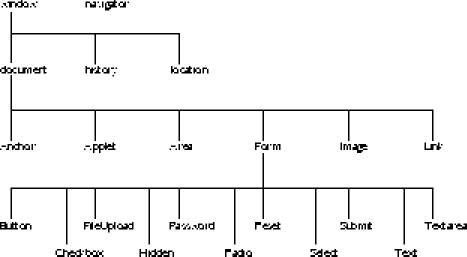 window navigator
document history location
Anchor Applet Area Form Image Link
Button FileUpload Password Reset Submit Textarea
Checkbox Hidden Radio Select Text